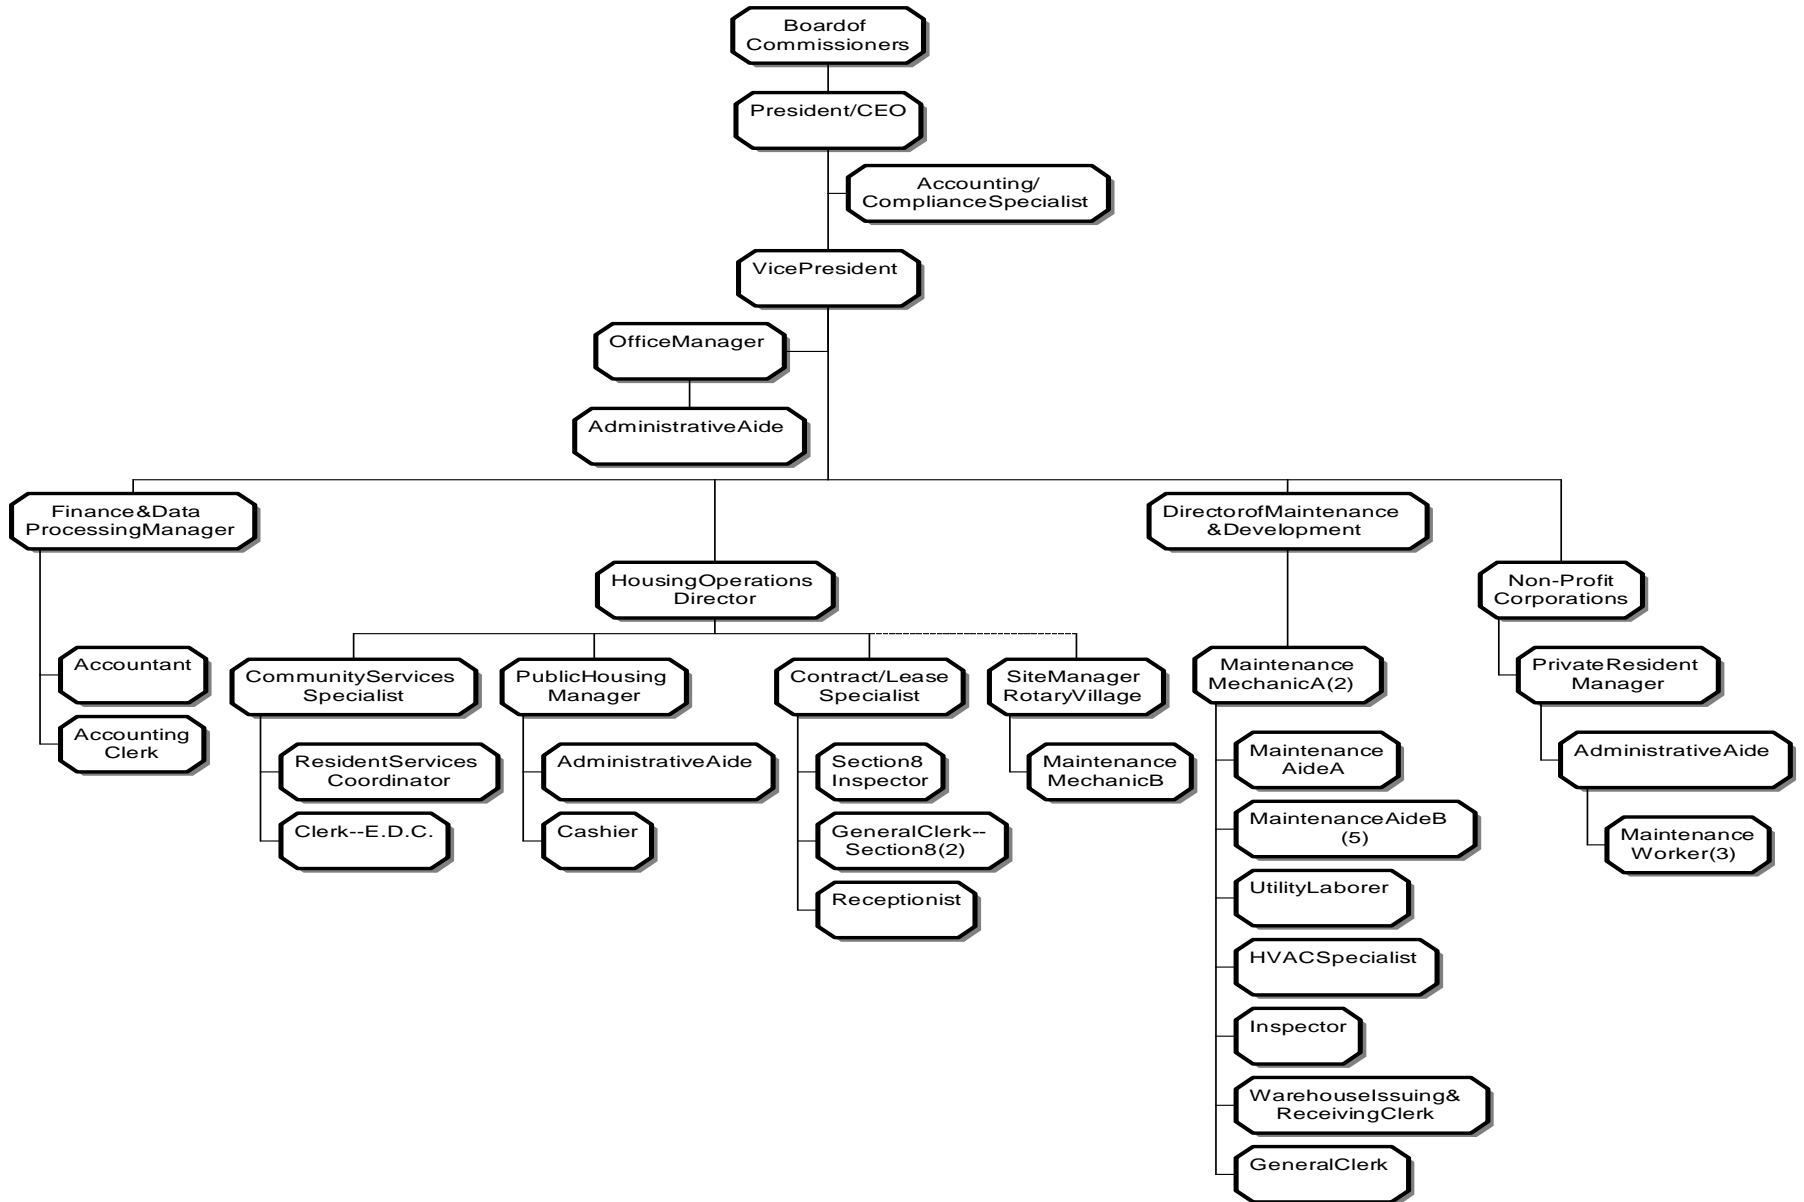 Boardof
Commissioners
President/CEO
Accounting/
ComplianceSpecialist
VicePresident
OfficeManager
AdministrativeAide
Finance&Data
ProcessingManager
DirectorofMaintenance
&Development
HousingOperations
Director
Non-Profit
Corporations
Accountant
Accounting
Clerk
CommunityServices
Specialist
ResidentServices
Coordinator
Clerk--E.D.C.
PublicHousing
Manager
AdministrativeAide
Cashier
Contract/Lease
Specialist
Section8
Inspector
GeneralClerk--
Section8(2)
Receptionist
SiteManager
RotaryVillage
Maintenance
MechanicB
Maintenance
MechanicA(2)
Maintenance
AideA
MaintenanceAideB
(5)
UtilityLaborer
HVACSpecialist
Inspector
WarehouseIssuing&
ReceivingClerk
GeneralClerk
PrivateResident
Manager
AdministrativeAide
Maintenance
Worker(3)